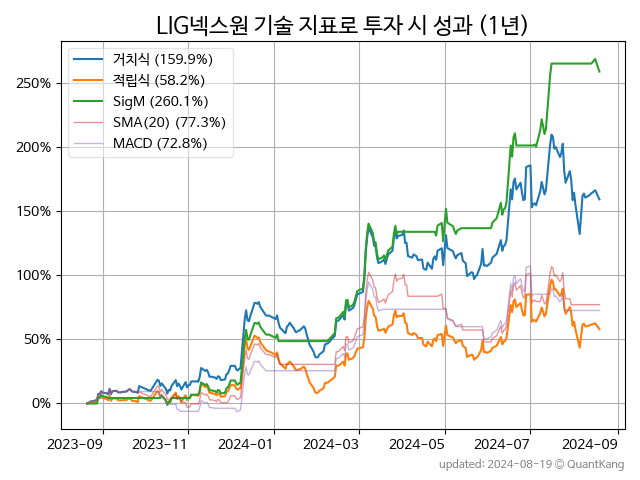 LIG넥스원 기술 지표로 투자 시 성과 (1년)
거치식 (159.9%)
적립식 (58.2%)
SigM (260.1%)
SMA(20) (77.3%)
MACD (72.8%)
250%
200%
150%
100%
50%
0%
2023-09 2023-11 2024-01 2024-03 2024-05 2024-07 2024-09
updated: 2024-08-19 © QuantKang